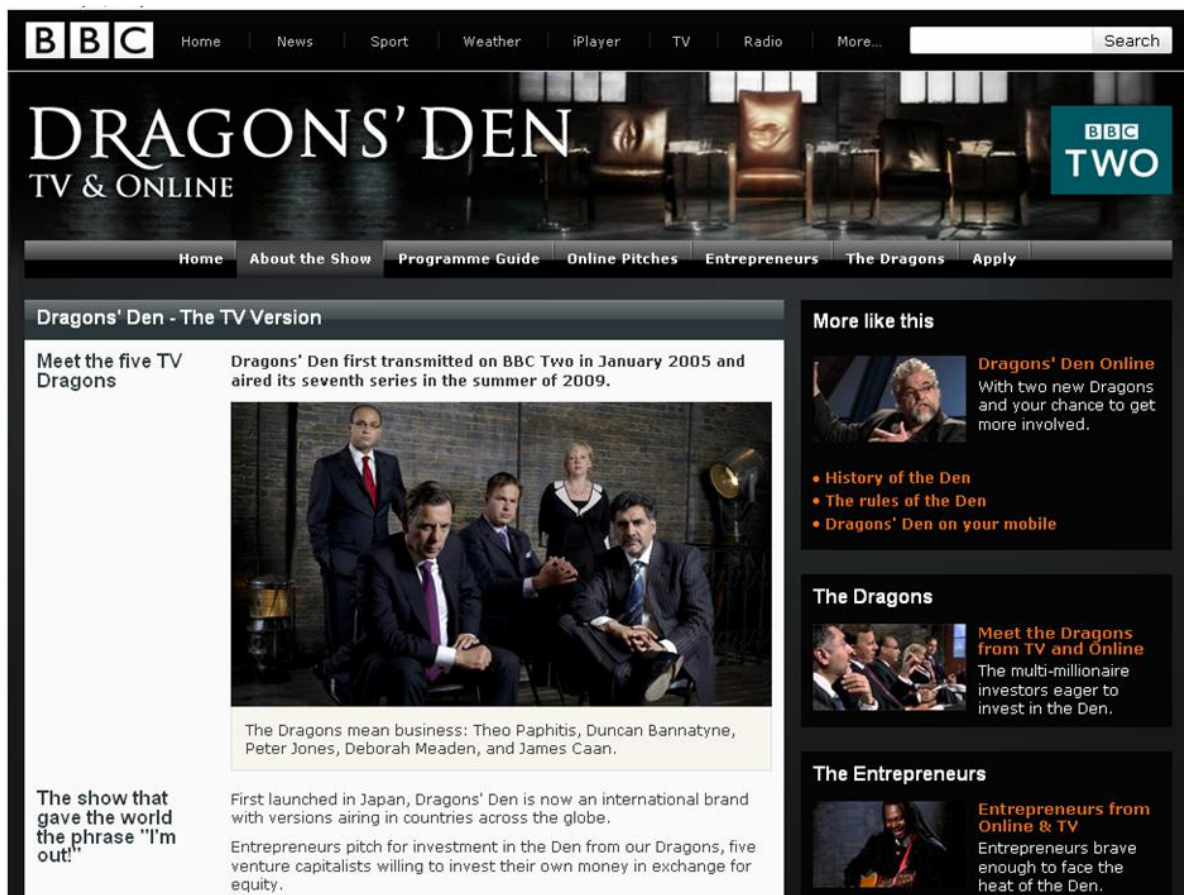 BBC
Home
News
Sport
Weather
iPlayer
TV
Radio
More...
Search
DRAGONS' DEN
TV & ONLINE
BBC
TWO
Home
About the Show
Programme Guide
Online Pitches
Entrepreneurs
The Dragons
Apply
Dragons' Den - The TV Version
Meet the five TV
Dragons
Dragons' Den first transmitted on BBC Two in January 2005 and
aired its seventh series in the summer of 2009.
The Dragons mean business: Theo Paphitis, Duncan Bannatyne,
Peter Jones, Deborah Meaden, and James Caan.
The show that
gave the world
the phrase "I'm
out!"
First launched in Japan, Dragons' Den is now an international brand
with versions airing in countries across the globe.
Entrepreneurs pitch for investment in the Den from our Dragons, five
venture capitalists willing to invest their own money in exchange for
equity.
More like this
Dragons' Den Online
With two new Dragons
and your chance to get
more involved.
• History of the Den
• The rules of the Den
• Dragons' Den on your mobile
The Dragons
Meet the Dragons
from TV and Online
The multi-millionaire
investors eager to
invest in the Den.
The Entrepreneurs
Entrepreneurs from
Online & TV
Entrepreneurs brave
enough to face the
heat of the Den.